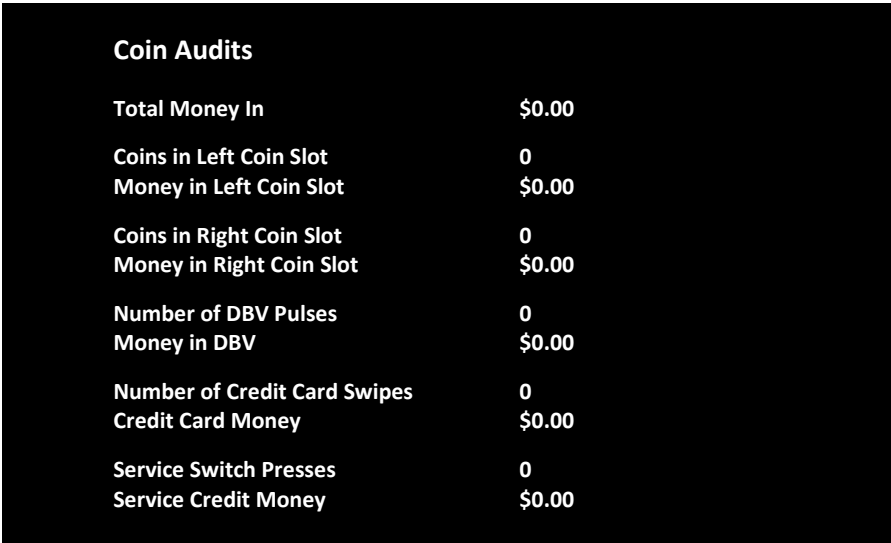 Coin Audits
Total Money In $0.00
Coins in Left Coin Slot 0
Money in Left Coin Slot $0.00
Coins in Right Coin Slot 0
Money in Right Coin Slot $0.00
Number of DBV Pulses 0
Money in DBV $0.00
Number of Credit Card Swipes 0
Credit Card Money $0.00
Service Switch Presses 0
Service Credit Money $0.00